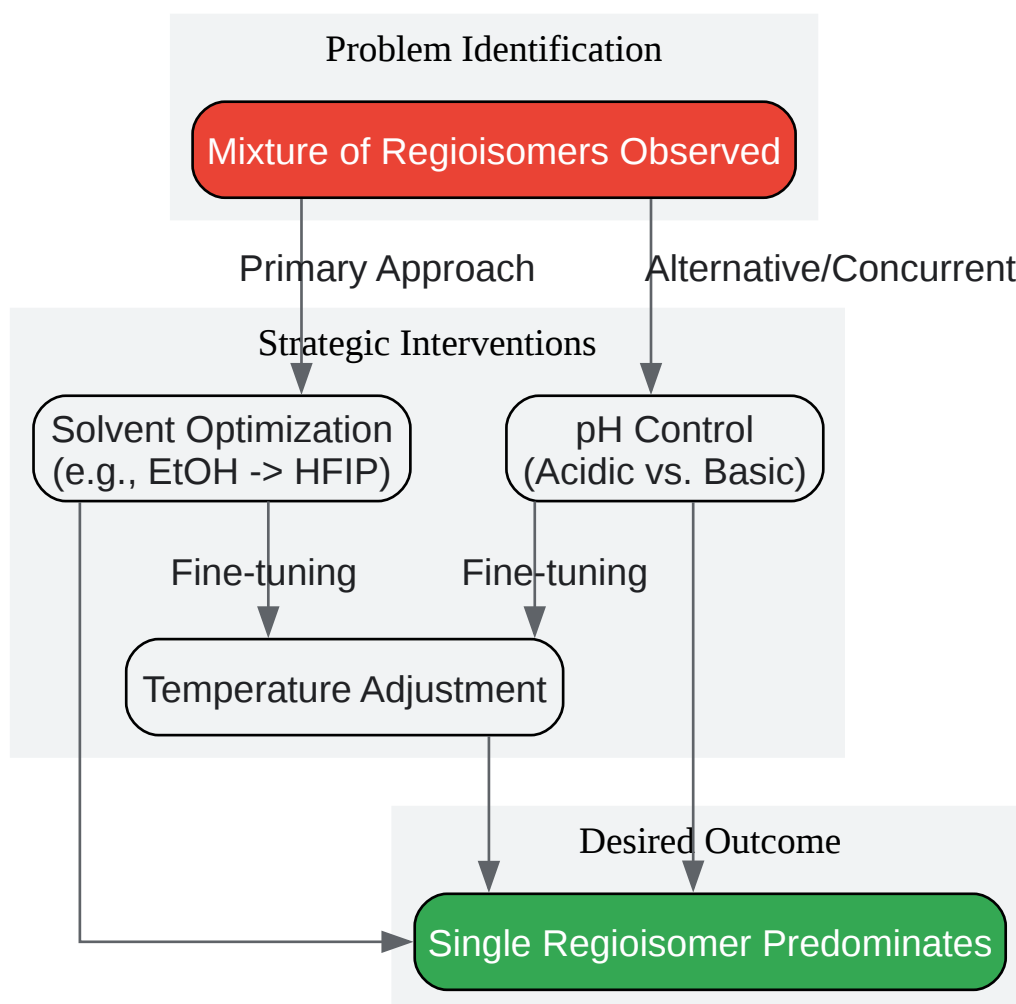 Problem Identification
Mixture of Regioisomers Observed
Primary Approach
Alternative/Concurrent
Strategic Interventions
Solvent Optimization
(e.g., EtOH -> HFIP)
pH Control
(Acidic vs. Basic)
Fine-tuning
Fine-tuning
Temperature Adjustment
Desired Outcome
Single Regioisomer Predominates